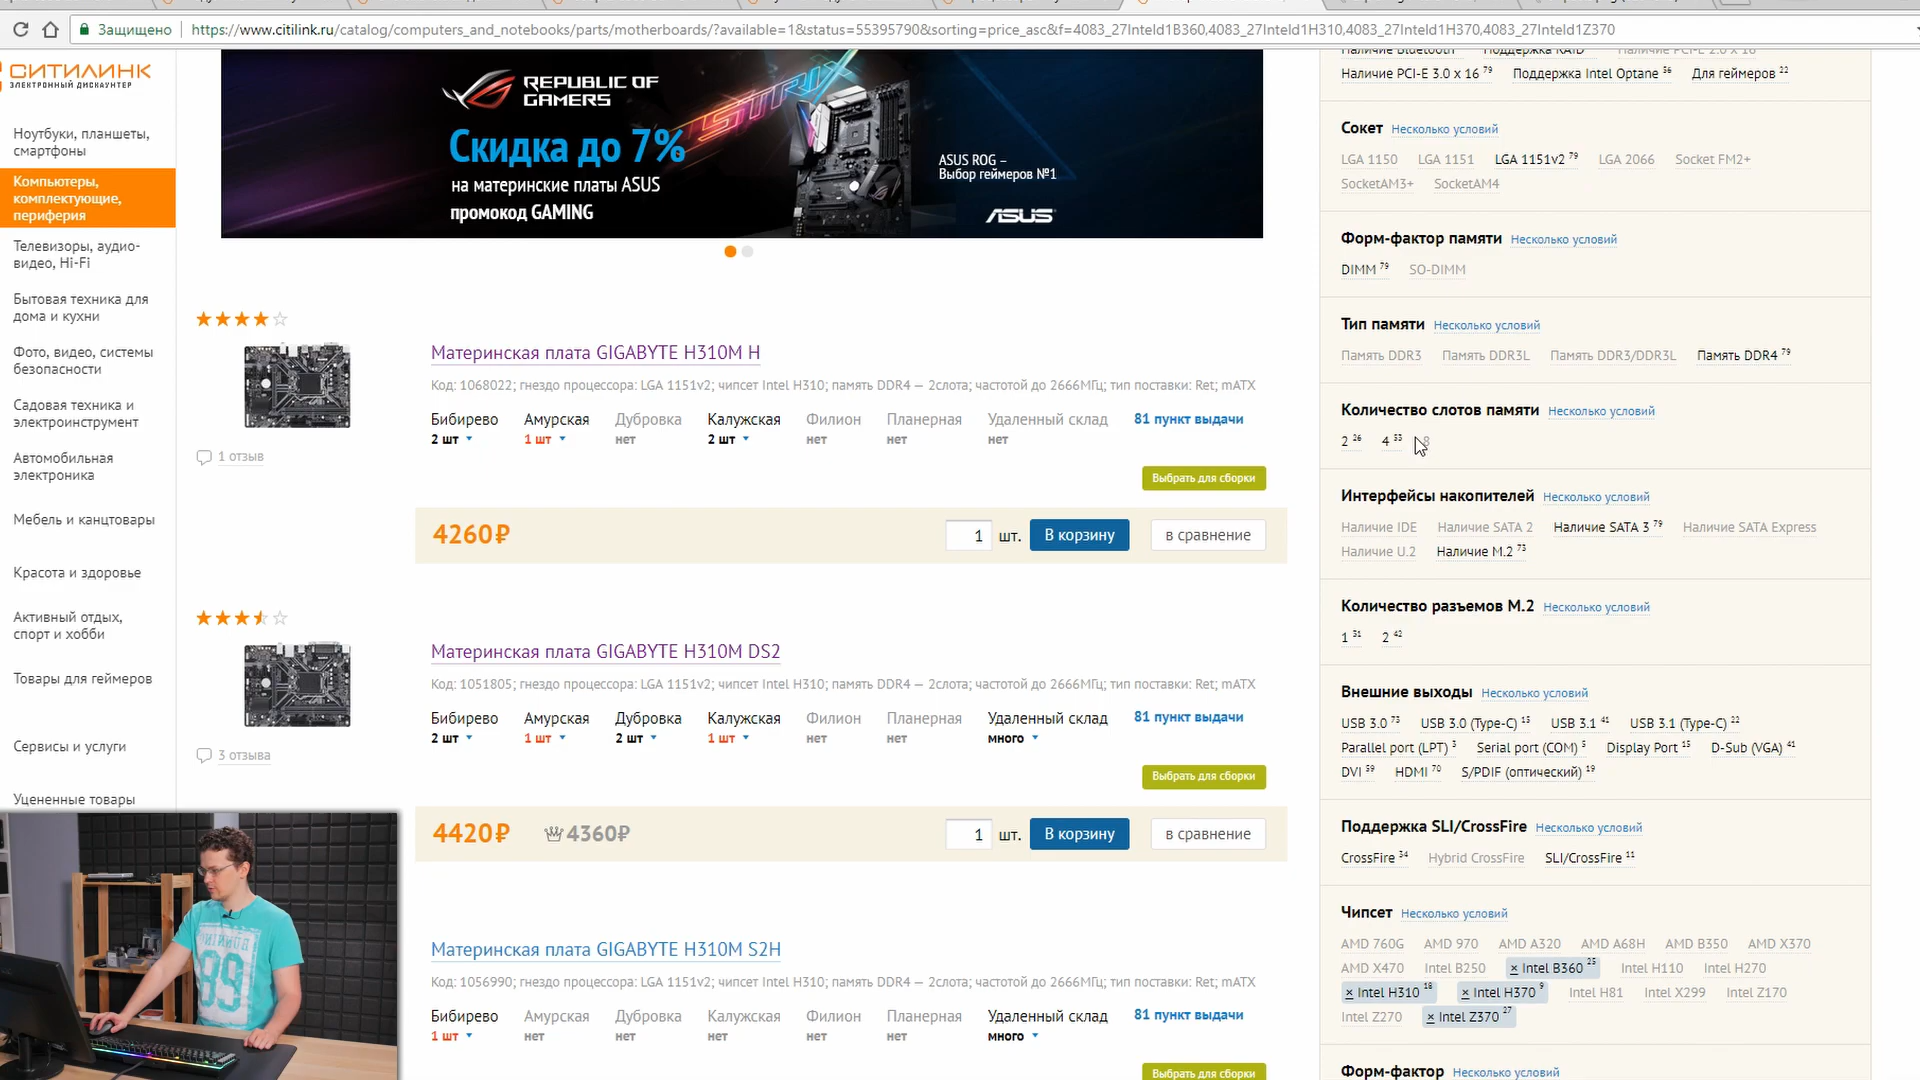 Защищено
https://www.citilink.ru/catalog/computers_and_notebooks/parts/motherboards/?available=1&status=55395790&sorting=price_asc&f=4083_27Inteld1B360,4083_27Inteld1H310,4083_27Inteld1H370,4083_27Inteld1Z370
СИТИЛИНК
ЭЛЕКТРОННЫЙ ДИСКАУНТЕР
Ноутбуки, планшеты,
смартфоны
Компьютеры,
комплектующие,
периферия
Телевизоры, аудио-
видео, Hi-Fi
Бытовая техника для
дома и кухни
Фото, видео, системы
безопасности
Садовая техника и
электроинструмент
Автомобильная
электроника
Мебель и канцтовары
Красота и здоровье
Активный отдых,
спорт и хобби
Товары для геймеров
Сервисы и услуги
Уцененные товары
REPUBLIC OF
GAMERS
STRIX
Скидка до 7%
на материнские платы ASUS
промокод GAMING
ASUS ROG –
Выбор геймеров №1
ASUS
Материнская плата GIGABYTE H310M H
Код: 1068022; гнездо процессора: LGA 1151v2; чипсет Intel H310; память DDR4 — 2слота; частотой до 2666МГц; тип поставки: Ret; mATX
Бибирево Амурская Дубровка Калужская Филион Планерная Удаленный склад 81 пункт выдачи
2 шт 1 шт нет 2 шт нет нет нет
1 отзыв
Выбрать для сборки
4260₽ 1 шт. В корзину в сравнение
Материнская плата GIGABYTE H310M DS2
Код: 1051805; гнездо процессора: LGA 1151v2; чипсет Intel H310; память DDR4 — 2слота; частотой до 2666МГц; тип поставки: Ret; mATX
Бибирево Амурская Дубровка Калужская Филион Планерная Удаленный склад 81 пункт выдачи
2 шт 1 шт 2 шт 1 шт нет нет много
3 отзыва
Выбрать для сборки
4420₽ 4360₽ 1 шт. В корзину в сравнение
Материнская плата GIGABYTE H310M S2H
Код: 1056990; гнездо процессора: LGA 1151v2; чипсет Intel H310; память DDR4 — 2слота; частотой до 2666МГц; тип поставки: Ret; mATX
Бибирево Амурская Дубровка Калужская Филион Планерная Удаленный склад 81 пункт выдачи
1 шт нет нет нет нет нет много
Выбрать для сборки
Наличие Bluetooth Поддержка RAID Наличие PCI-E 2.0 x 16
Наличие PCI-E 3.0 x 16 79 Поддержка Intel Optane 56 Для геймеров 22
Сокет Несколько условий
LGA 1150 LGA 1151 LGA 1151v2 79 LGA 2066 Socket FM2+
SocketAM3+ SocketAM4
Форм-фактор памяти Несколько условий
DIMM 79 SO-DIMM
Тип памяти Несколько условий
Память DDR3 Память DDR3L Память DDR3/DDR3L Память DDR4 79
Количество слотов памяти Несколько условий
2 26 4 53 8
Интерфейсы накопителей Несколько условий
Наличие IDE Наличие SATA 2 Наличие SATA 3 79 Наличие SATA Express
Наличие U.2 Наличие M.2 73
Количество разъемов M.2 Несколько условий
1 31 2 42
Внешние выходы Несколько условий
USB 3.0 73 USB 3.0 (Type-C) 13 USB 3.1 41 USB 3.1 (Type-C) 22
Parallel port (LPT) 3 Serial port (COM) 5 Display Port 15 D-Sub (VGA) 41
DVI 59 HDMI 70 S/PDIF (оптический) 19
Поддержка SLI/CrossFire Несколько условий
CrossFire 34 Hybrid CrossFire SLI/CrossFire 11
Чипсет Несколько условий
AMD 760G AMD 970 AMD A320 AMD A68H AMD B350 AMD X370
AMD X470 Intel B250 × Intel B360 25 Intel H110 Intel H270
× Intel H310 18 × Intel H370 9 Intel H81 Intel X299 Intel Z170
Intel Z270 × Intel Z370 27
Форм-фактор Несколько условий
89